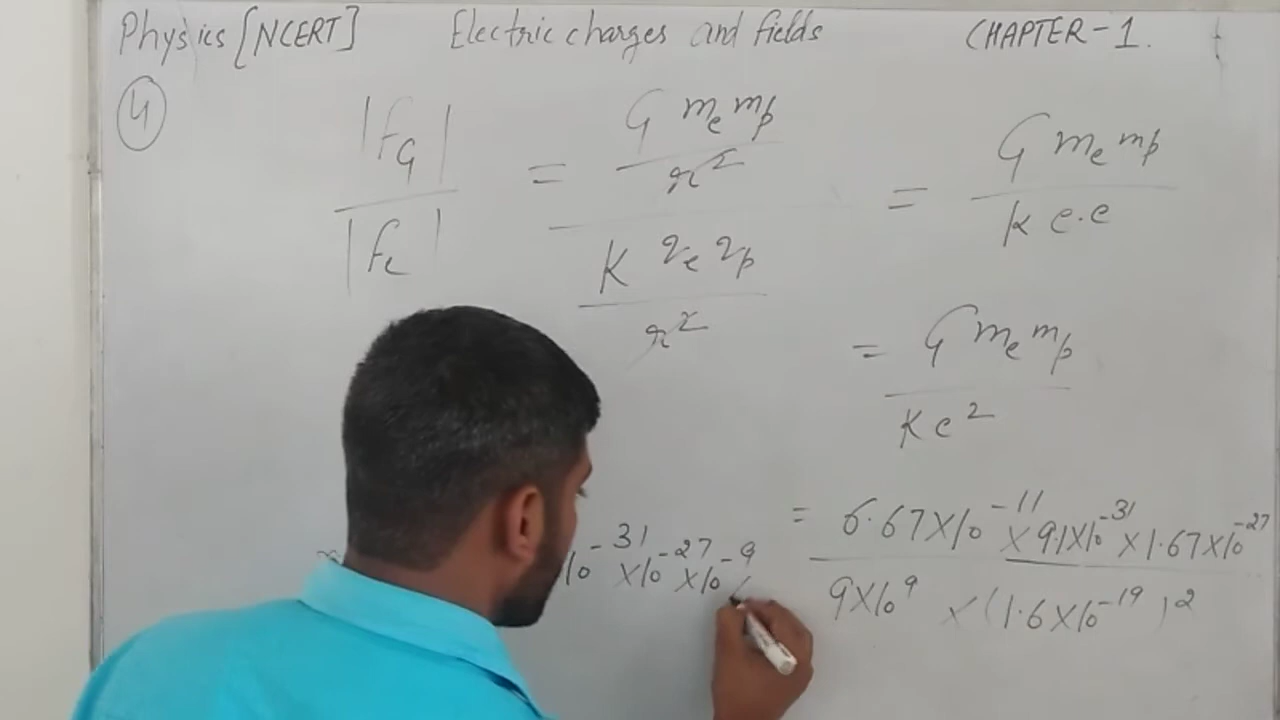 Physics [NCERT] Electric charges and fields CHAPTER-1.
4
|FG| / |Fe| = (G me mp / r²) / (K qe qp / r²) = G me mp / k e.e
= G me mp / K e²
= 6.67×10⁻¹¹ × 9.1×10⁻³¹ × 1.67×10⁻²⁷ / 9×10⁹ × (1.6×10⁻¹⁹)²
10⁻³¹ ×10⁻²⁷ ×10⁻⁹